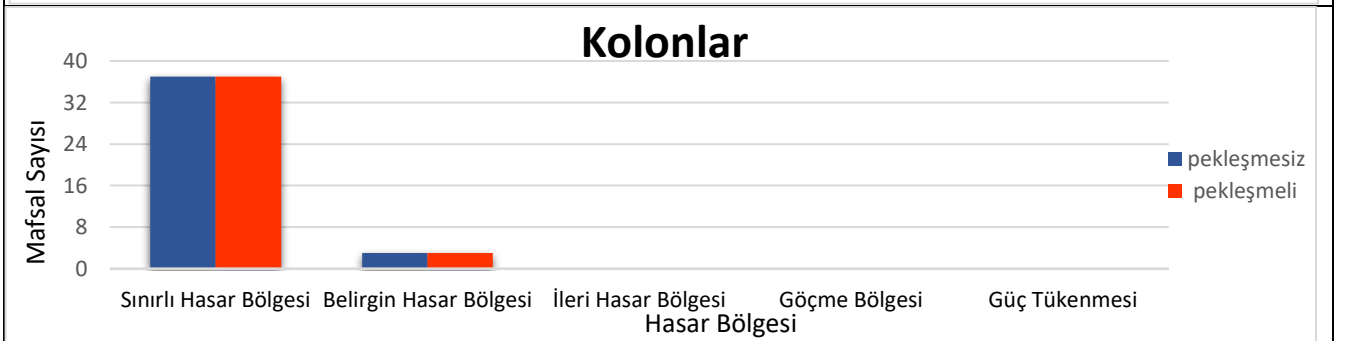 Kolonlar
Mafsal Sayısı
40
32
24
16
8
0
Sınırlı Hasar Bölgesi Belirgin Hasar Bölgesi İleri Hasar Bölgesi Göçme Bölgesi Güç Tükenmesi
Hasar Bölgesi
pekleşmesiz
pekleşmeli